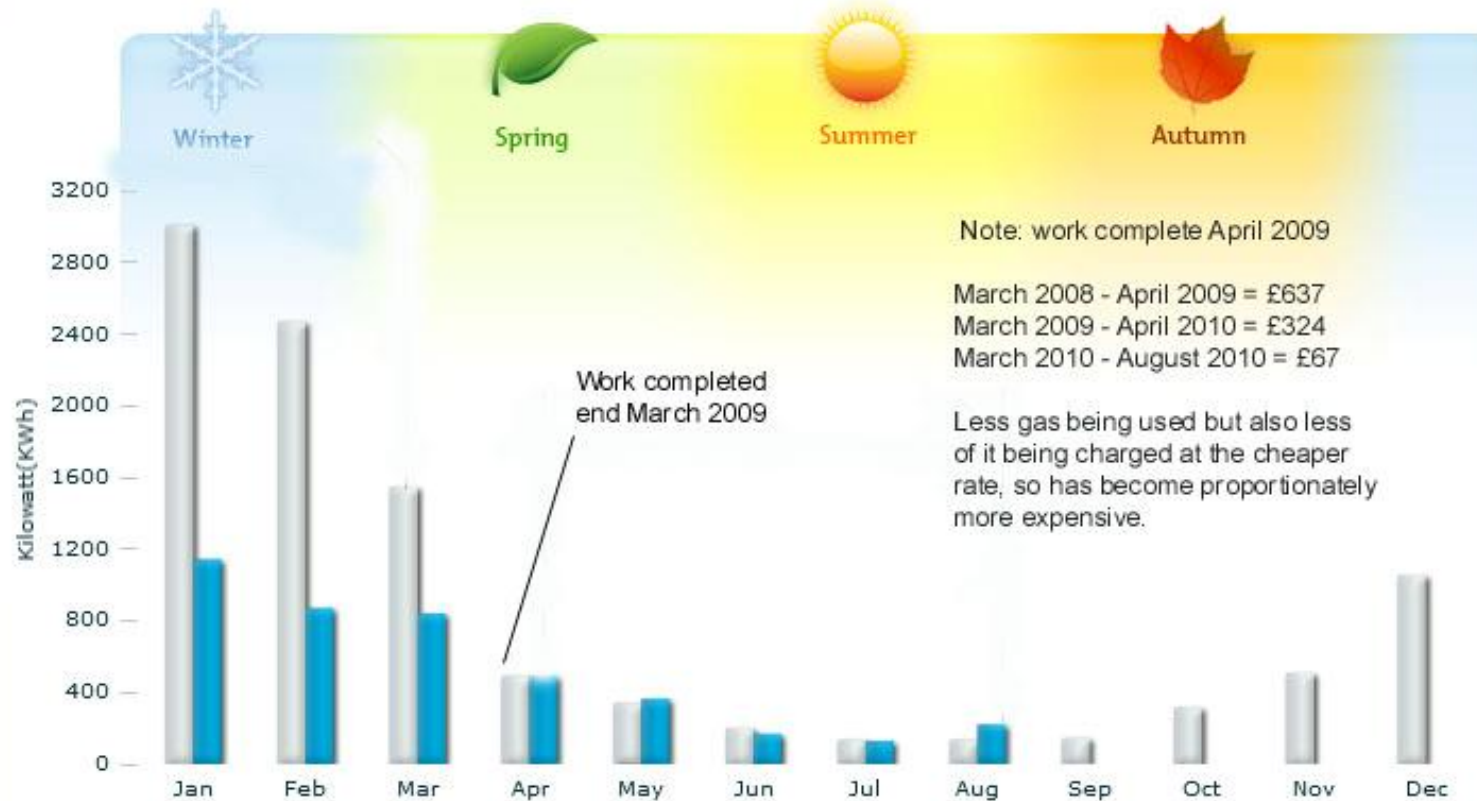 Winter
Spring
Summer
Autumn
3200
2800
2400
2000
1600
1200
800
400
0
Kilowatt(KWh)
Note: work complete April 2009
March 2008 - April 2009 = £637
March 2009 - April 2010 = £324
March 2010 - August 2010 = £67
Less gas being used but also less
of it being charged at the cheaper
rate, so has become proportionately
more expensive.
Work completed
end March 2009
Jan
Feb
Mar
Apr
May
Jun
Jul
Aug
Sep
Oct
Nov
Dec